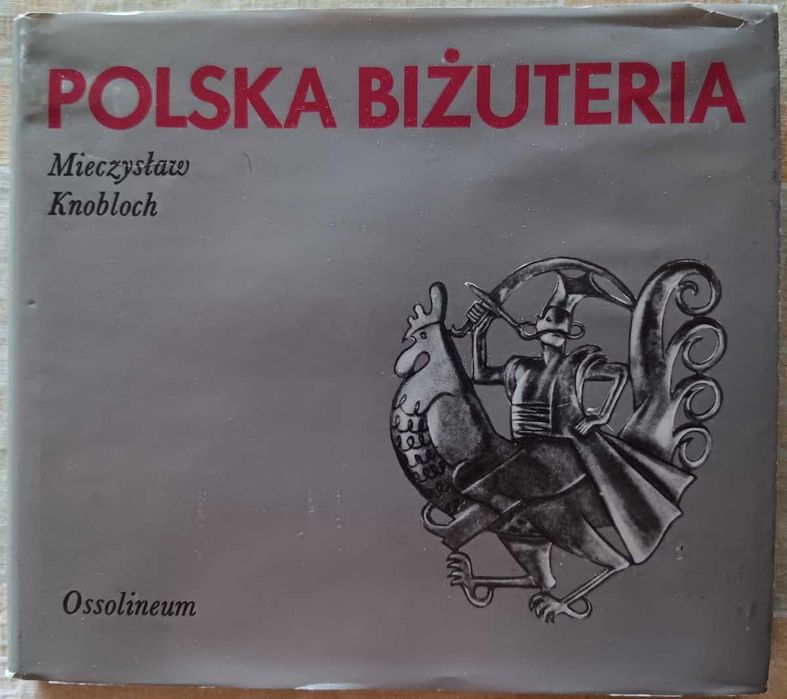 POLSKA BIŻUTERIA
Mieczysław
Knobloch
Ossolineum